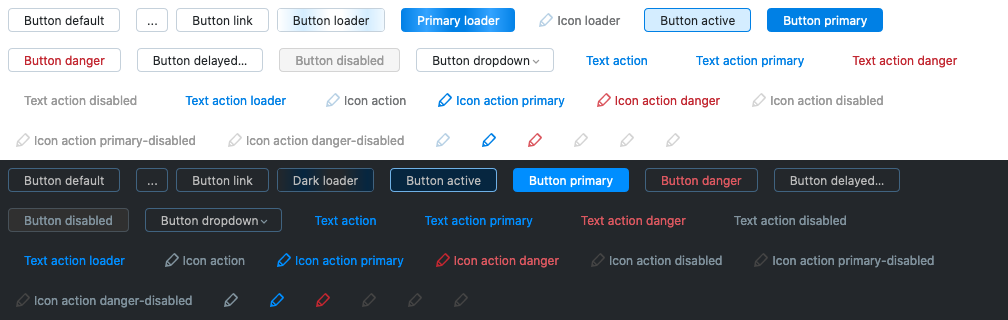 Button default ... Button link Button loader Primary loader Icon loader Button active Button primary
Button danger Button delayed... Button disabled Button dropdown Text action Text action primary Text action danger
Text action disabled Text action loader Icon action Icon action primary Icon action danger Icon action disabled
Icon action primary-disabled Icon action danger-disabled
Button default ... Button link Dark loader Button active Button primary Button danger Button delayed...
Button disabled Button dropdown Text action Text action primary Text action danger Text action disabled
Text action loader Icon action Icon action primary Icon action danger Icon action disabled Icon action primary-disabled
Icon action danger-disabled